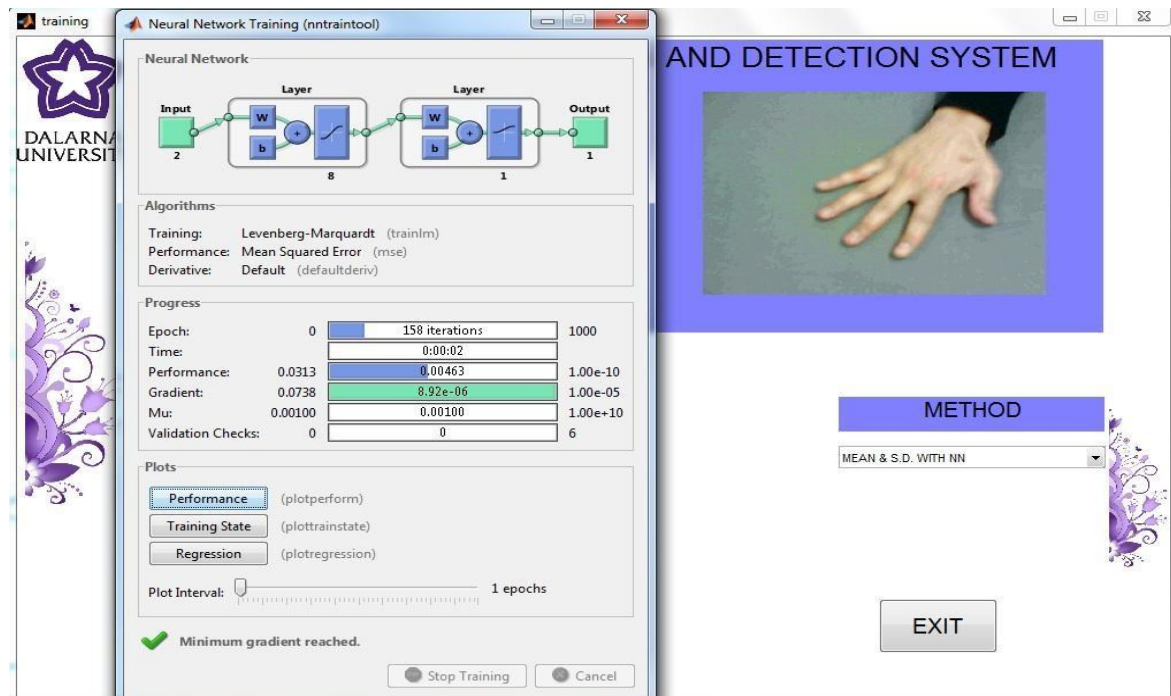 training
Neural Network Training (nntraintool)
DALARNA
UNIVERSIT
AND DETECTION SYSTEM
Neural Network
Layer Layer
Input Output
W W
+ +
b b
2 8 1 1
Algorithms
Training: Levenberg-Marquardt (trainlm)
Performance: Mean Squared Error (mse)
Derivative: Default (defaultderiv)
Progress
Epoch: 0 158 iterations 1000
Time: 0:00:02
Performance: 0.0313 0.00463 1.00e-10
Gradient: 0.0738 8.92e-06 1.00e-05
Mu: 0.00100 0.00100 1.00e+10
Validation Checks: 0 0 6
Plots
Performance (plotperform)
Training State (plottrainstate)
Regression (plotregression)
Plot Interval: 1 epochs
Minimum gradient reached.
Stop Training Cancel
METHOD
MEAN & S.D. WITH NN
EXIT